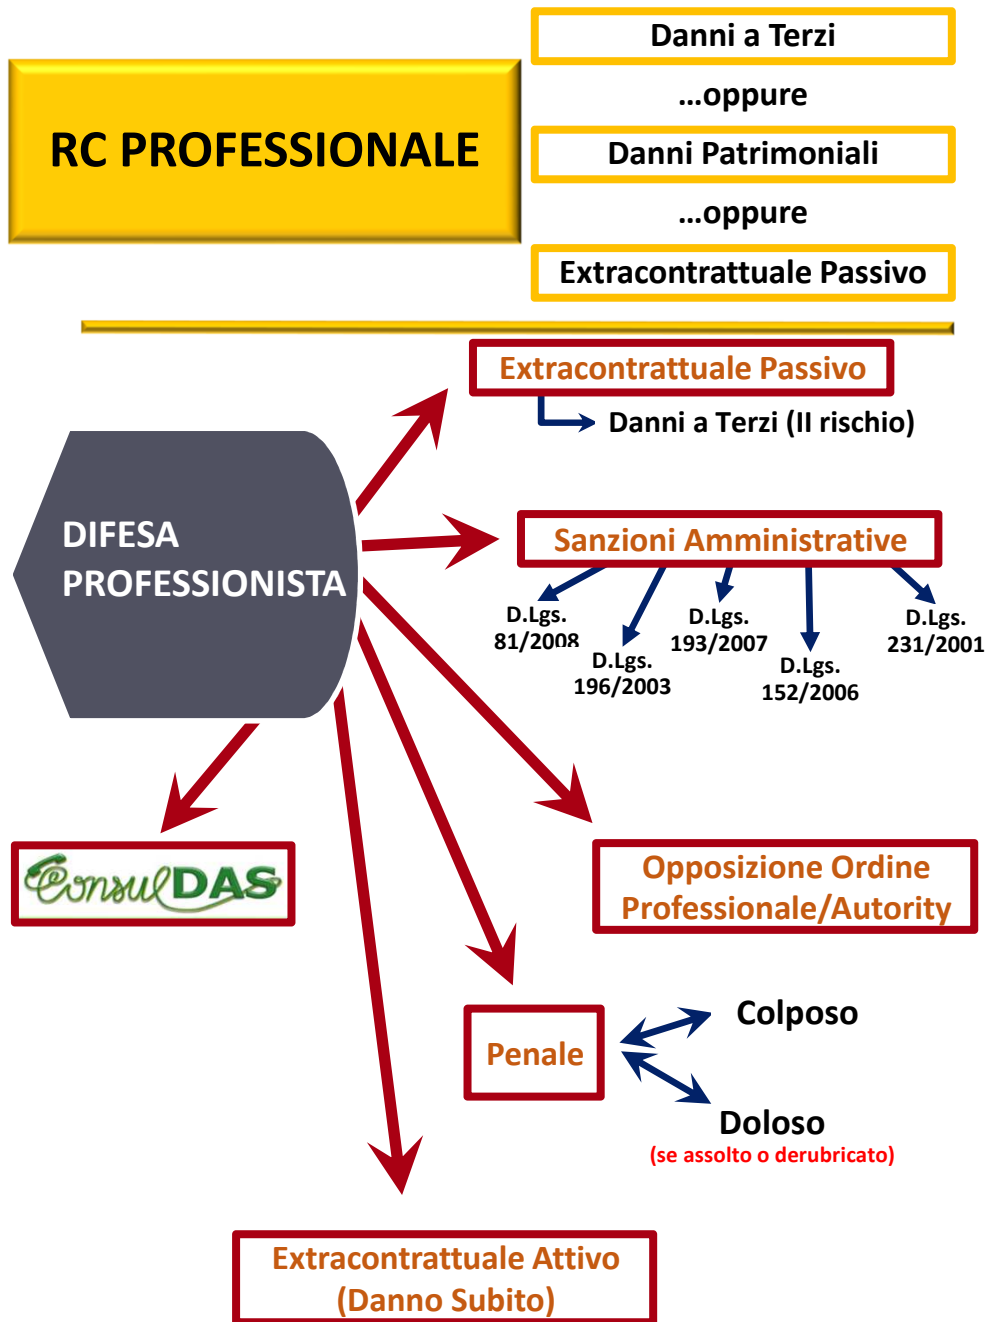 Danni a Terzi
...oppure
RC PROFESSIONALE
Danni Patrimoniali
...oppure
Extracontrattuale Passivo
Extracontrattuale Passivo
Danni a Terzi (II rischio)
DIFESA
PROFESSIONISTA
Sanzioni Amministrative
D.Lgs.
81/2008
D.Lgs.
196/2003
D.Lgs.
193/2007
D.Lgs.
152/2006
D.Lgs.
231/2001
ConsulDAS
Opposizione Ordine
Professionale/Autority
Penale
Colposo
Doloso
(se assolto o derubricato)
Extracontrattuale Attivo
(Danno Subito)